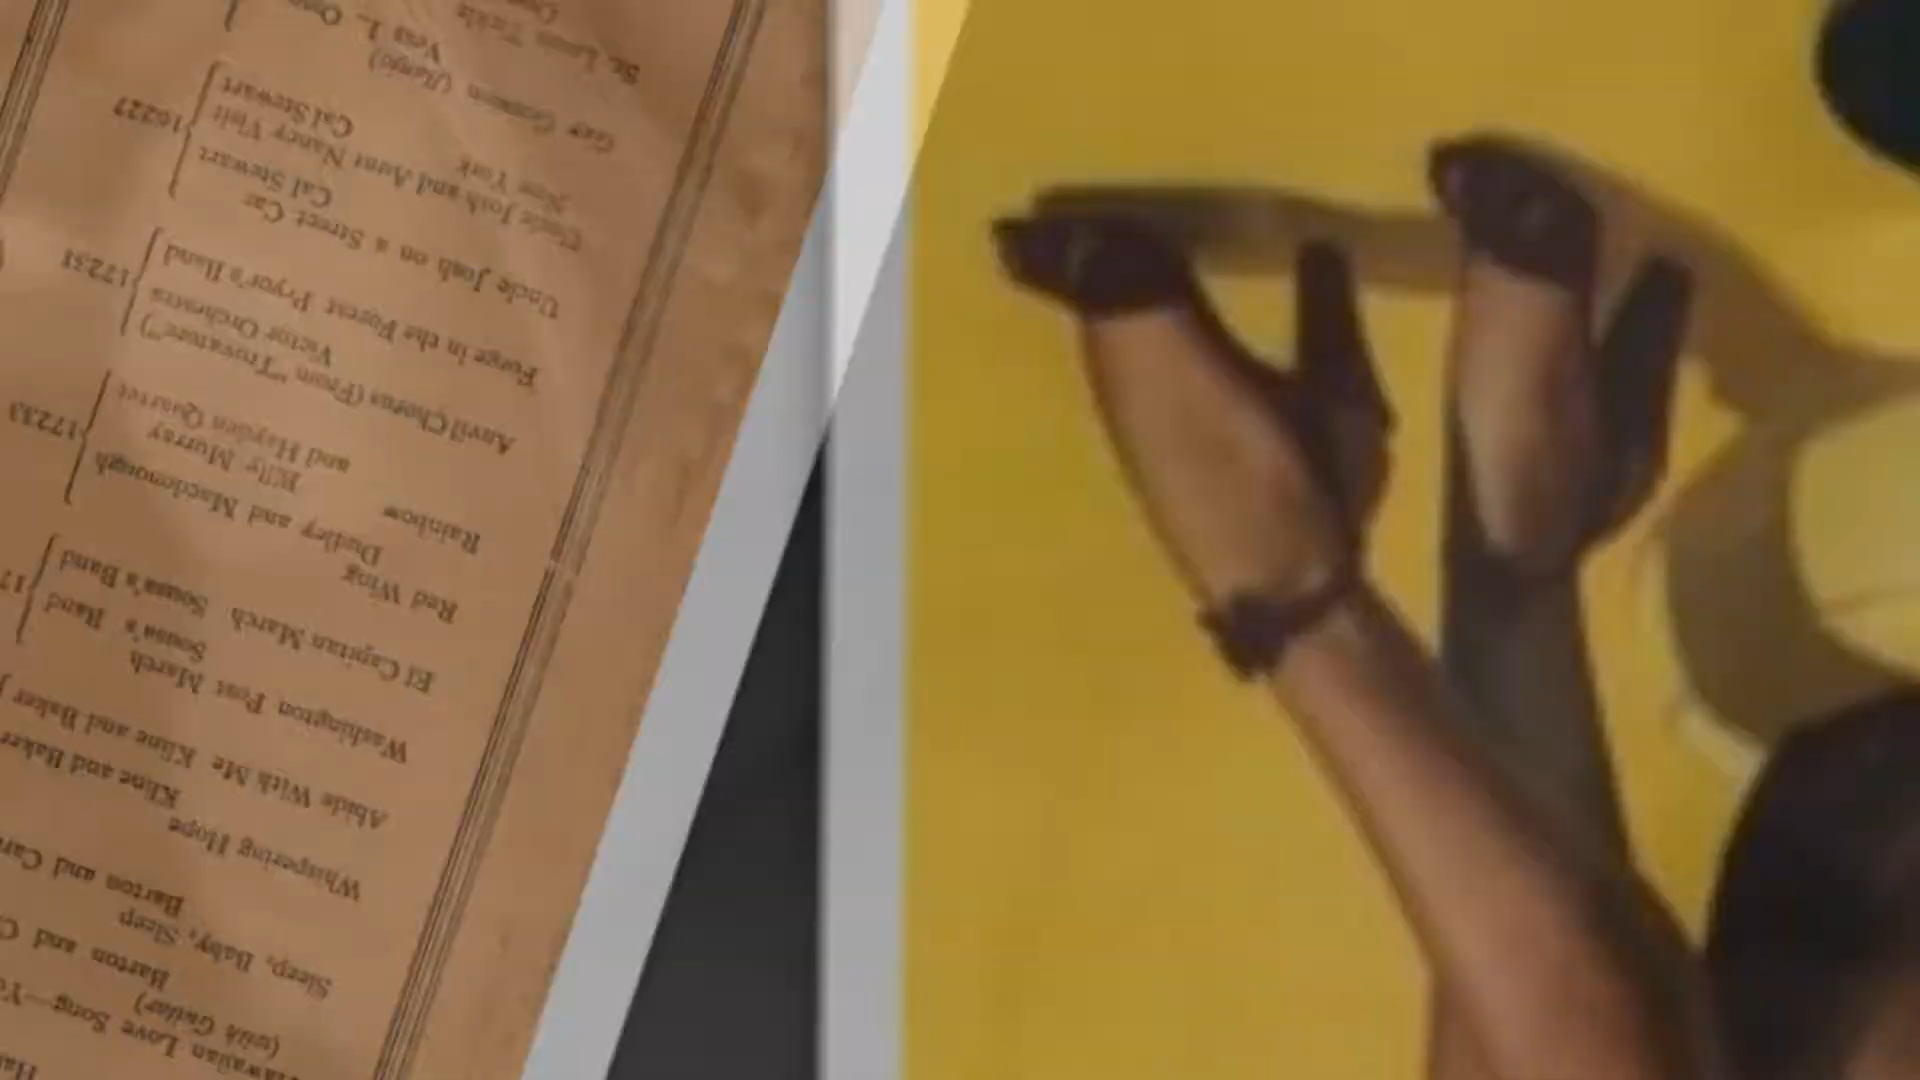 Hawaiian Love Song
(with Guitar)
Barton and
Sleep, Baby, Sleep
Barton and
Whispering Hope
Kline and Baker
Abide With Me Kline and Baker
Washington Post March
Sousa's Band
El Capitan March Sousa's Band
Red Wing
Dudley and Macdonough
Rainbow
Billy Murray
and Hayden Quartet
17233
Anvil Chorus (From "Trovatore")
Victor Orchestra
Forge in the Forest Pryor's Band
17231
Uncle Josh on a Street Car
Cal Stewart
Uncle Josh and Aunt Nancy Visit
New York Cal Stewart
16227
Gay Gossoon (Banjo)
Vess L.
St. Louis Tickle